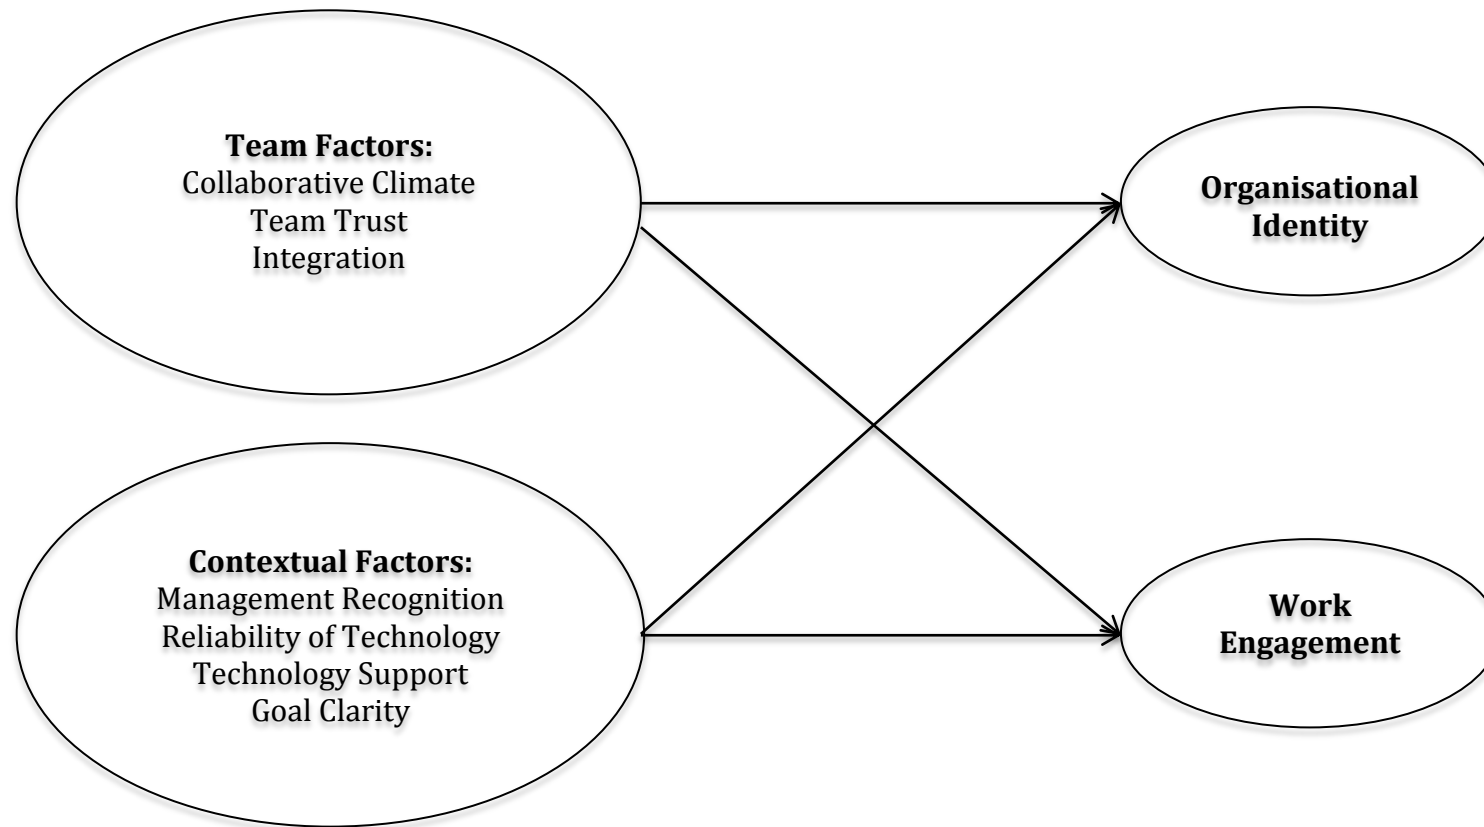 Team Factors:
Collaborative Climate
Team Trust
Integration
Organisational
Identity
Contextual Factors:
Management Recognition
Reliability of Technology
Technology Support
Goal Clarity
Work
Engagement